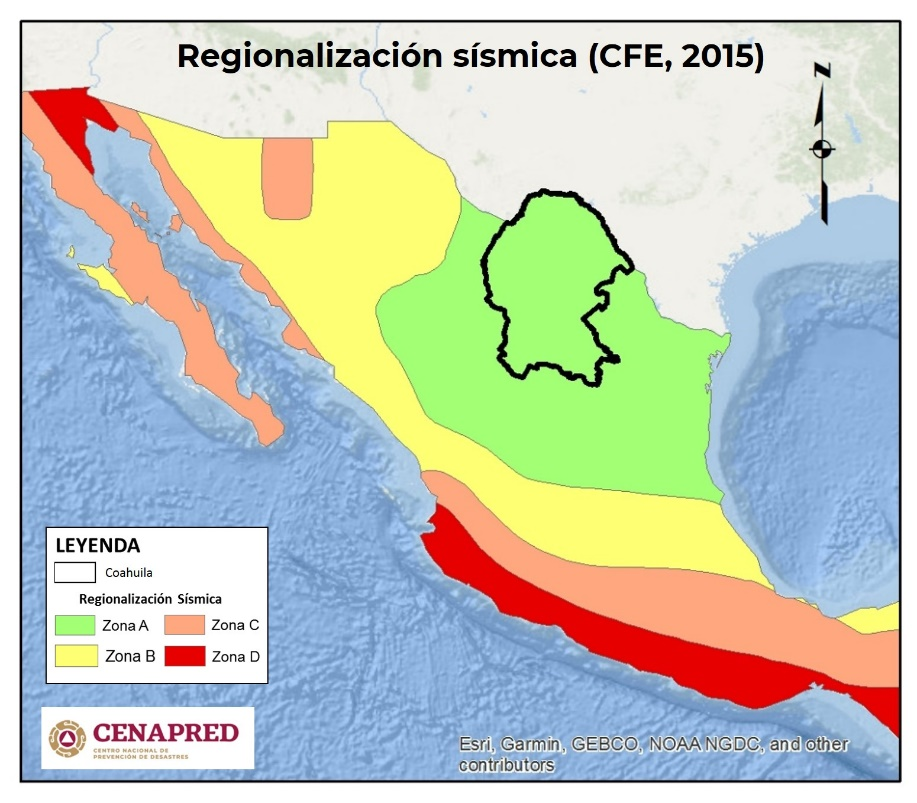 Regionalización sísmica (CFE, 2015)
N
LEYENDA
Coahuila
Regionalización Sísmica
Zona A
Zona C
Zona B
Zona D
CENAPRED
CENTRO NACIONAL DE
PREVENCIÓN DE DESASTRES
Esri, Garmin, GEBCO, NOAA NGDC, and other
contributors